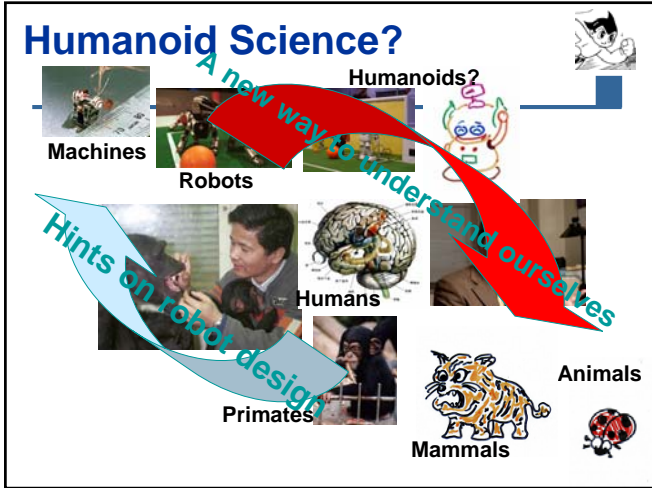 Humanoid Science?
A new way to understand ourselves
Humanoids?
Machines
Robots
Hints on robot design
Humans
Animals
Primates
Mammals